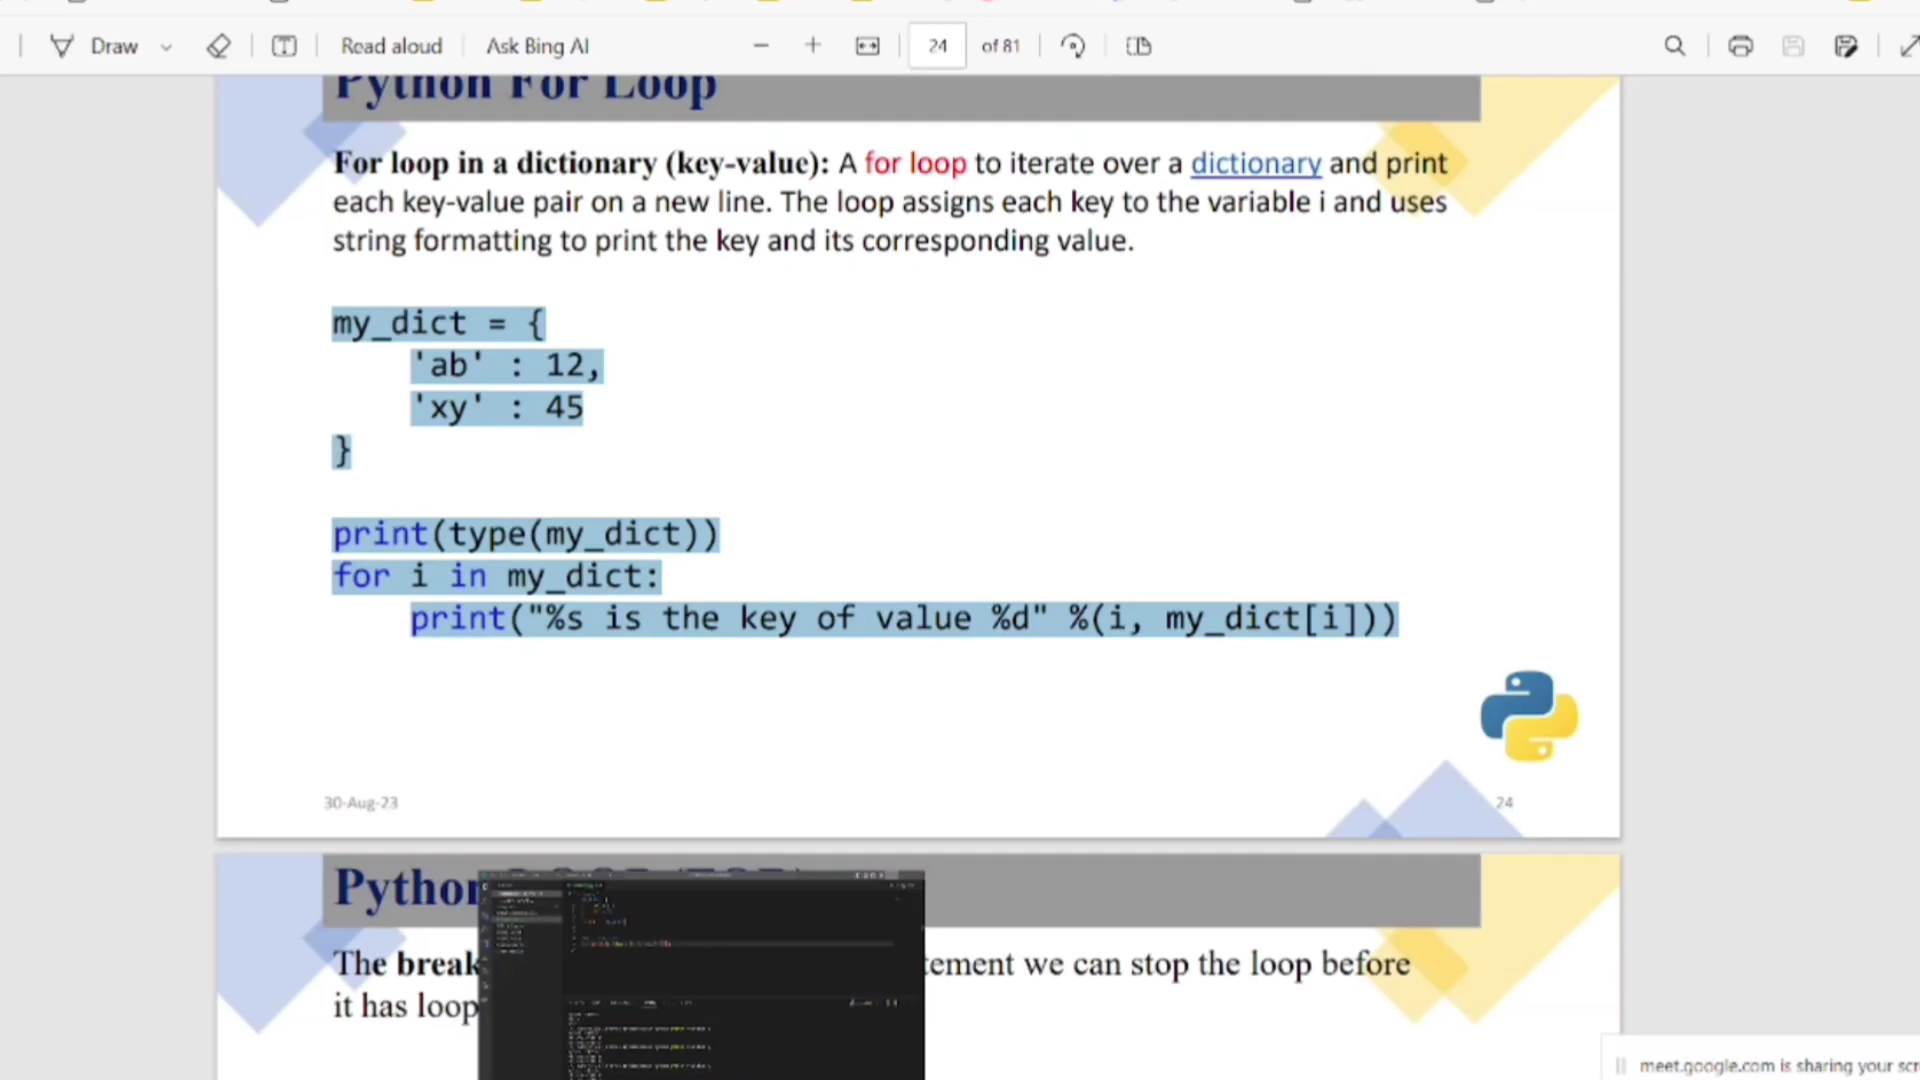 Draw
Read aloud
Ask Bing AI
24 of 81
Python For Loop
For loop in a dictionary (key-value): A for loop to iterate over a dictionary and print
each key-value pair on a new line. The loop assigns each key to the variable i and uses
string formatting to print the key and its corresponding value.
my_dict = {
'ab' : 12,
'xy' : 45
}
print(type(my_dict))
for i in my_dict:
print("%s is the key of value %d" %(i, my_dict[i]))
30-Aug-23
24
Python
The break tement we can stop the loop before
it has loop
meet.google.com is sharing your scr